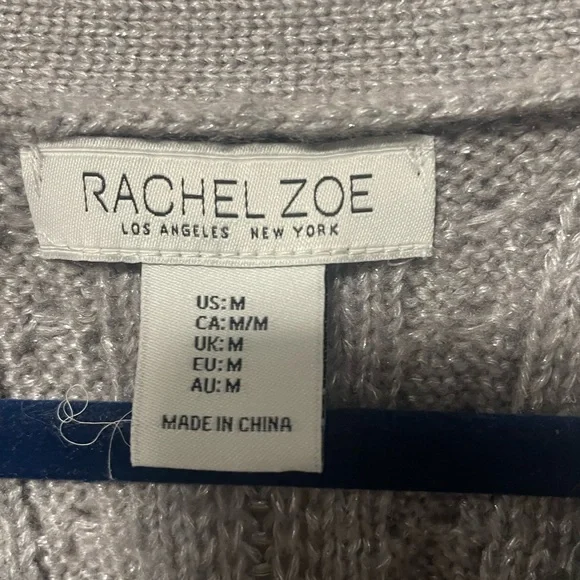 RACHEL ZOE
LOS ANGELES NEW YORK
US: M
CA: M/M
UK: M
EU: M
AU: M
MADE IN CHINA